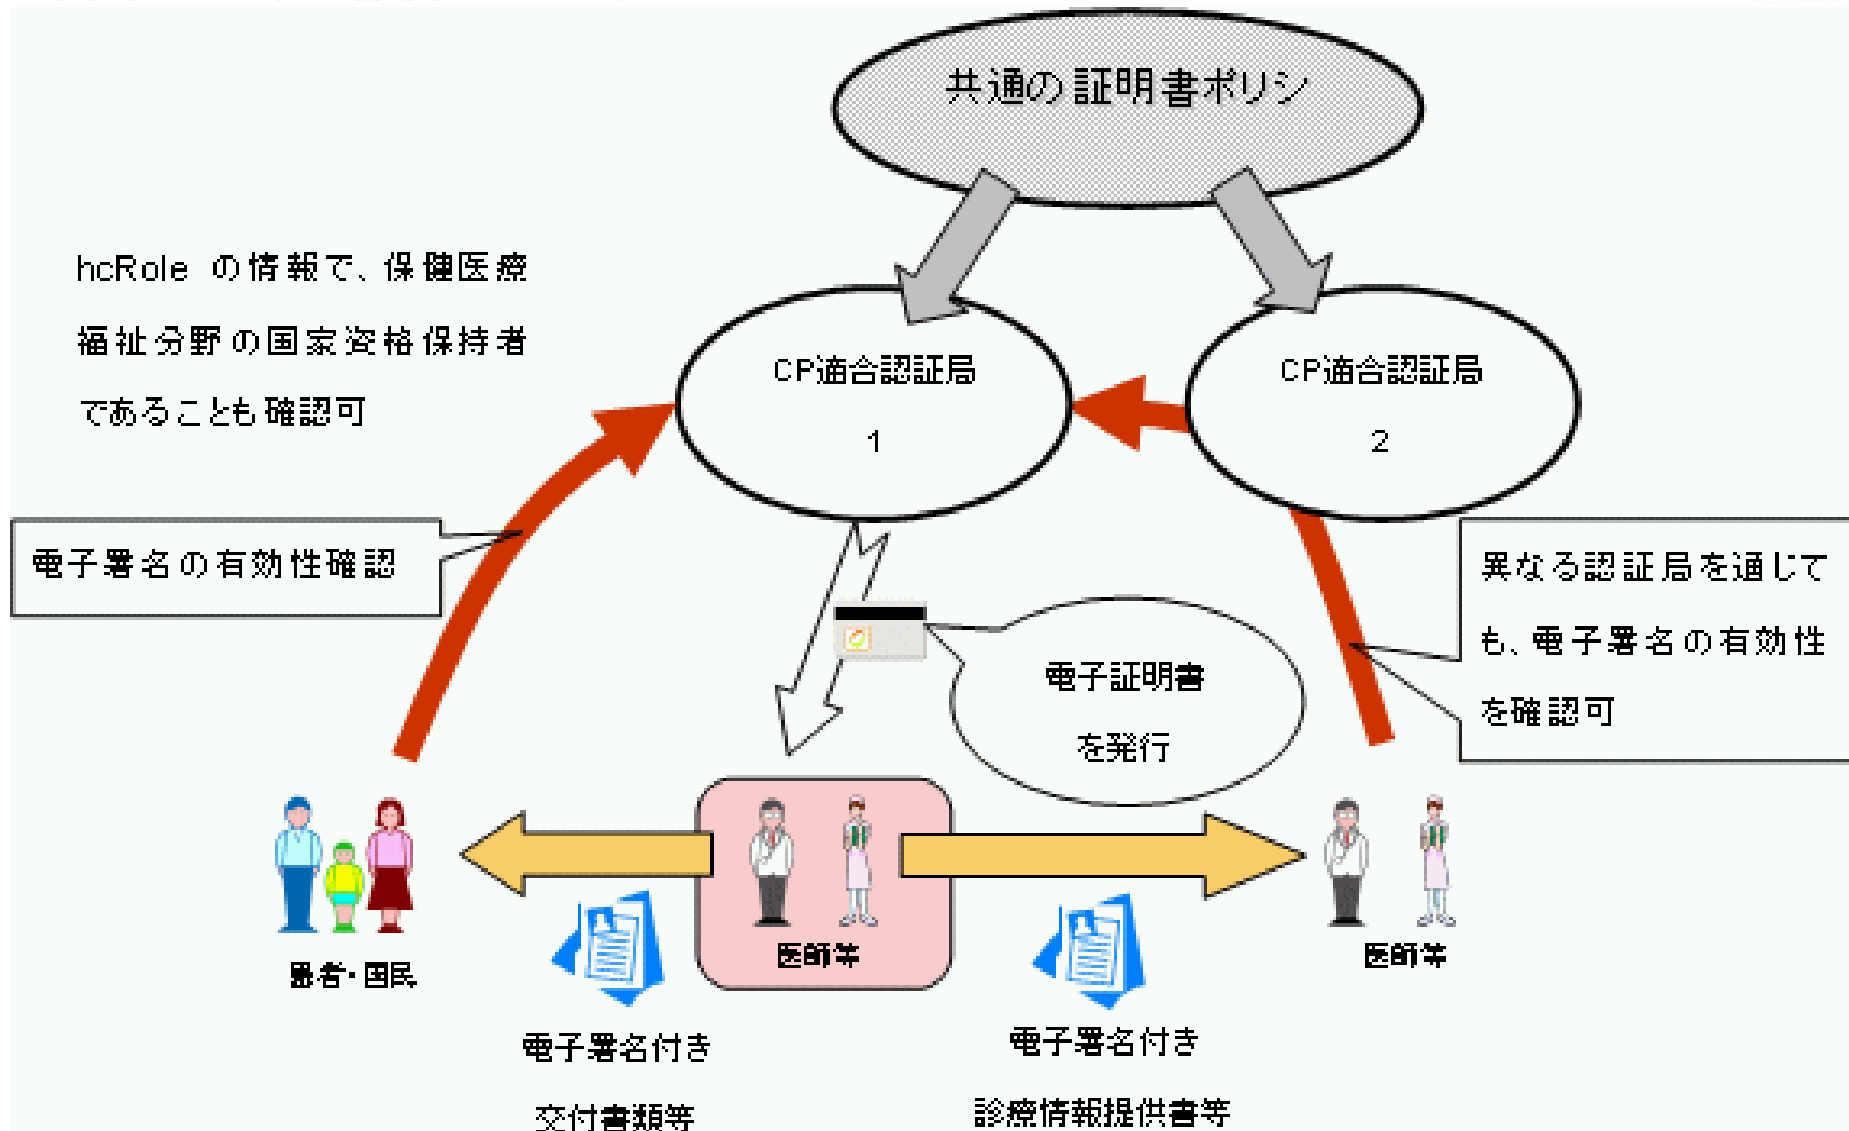 共通の証明書ポリシ
hcRole の情報で、保健医療
福祉分野の国家資格保持者
であることも確認可
CP適合認証局
1
CP適合認証局
2
電子署名の有効性確認
異なる認証局を通じて
も、電子署名の有効性
を確認可
電子証明書
を発行
患者・国民
医師等
医師等
電子署名付き
交付書類等
電子署名付き
診療情報提供書等